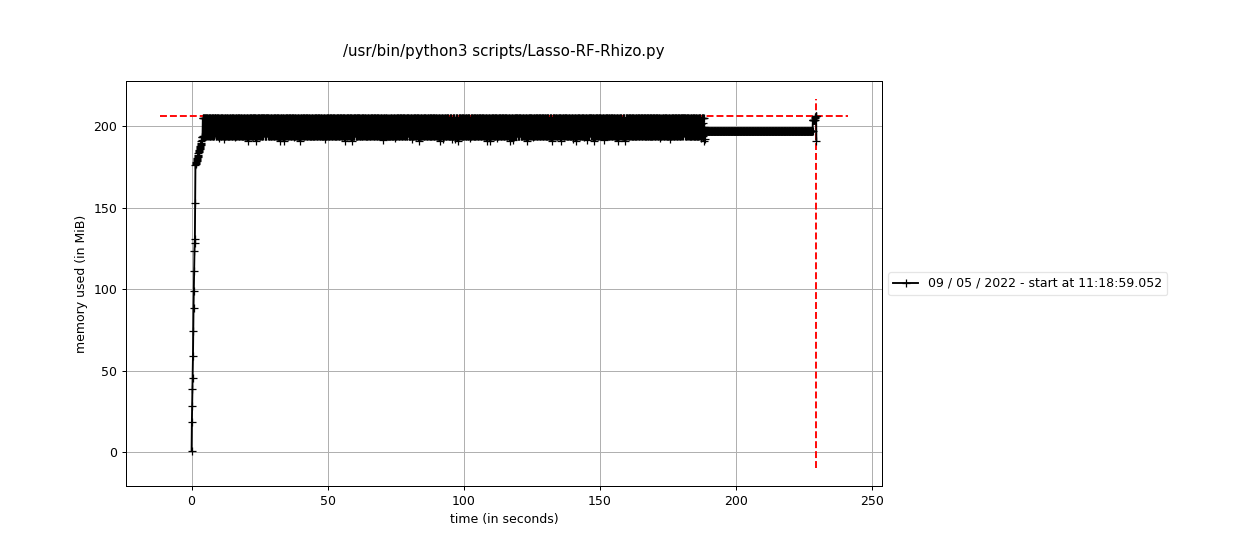 /usr/bin/python3 scripts/Lasso-RF-Rhizo.py
200
150
100
50
0
memory used (in MiB)
0 50 100 150 200 250
time (in seconds)
09 / 05 / 2022 - start at 11:18:59.052